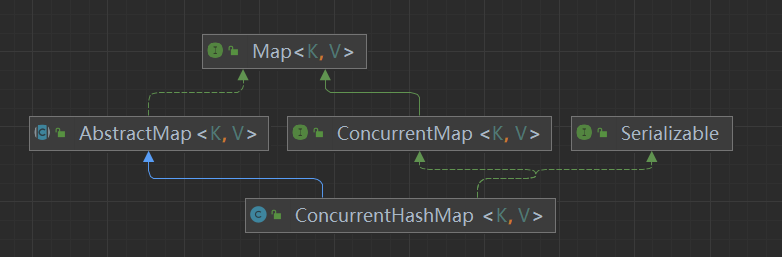 Map<K, V>
AbstractMap <K, V>
ConcurrentMap <K, V>
Serializable
ConcurrentHashMap <K, V>